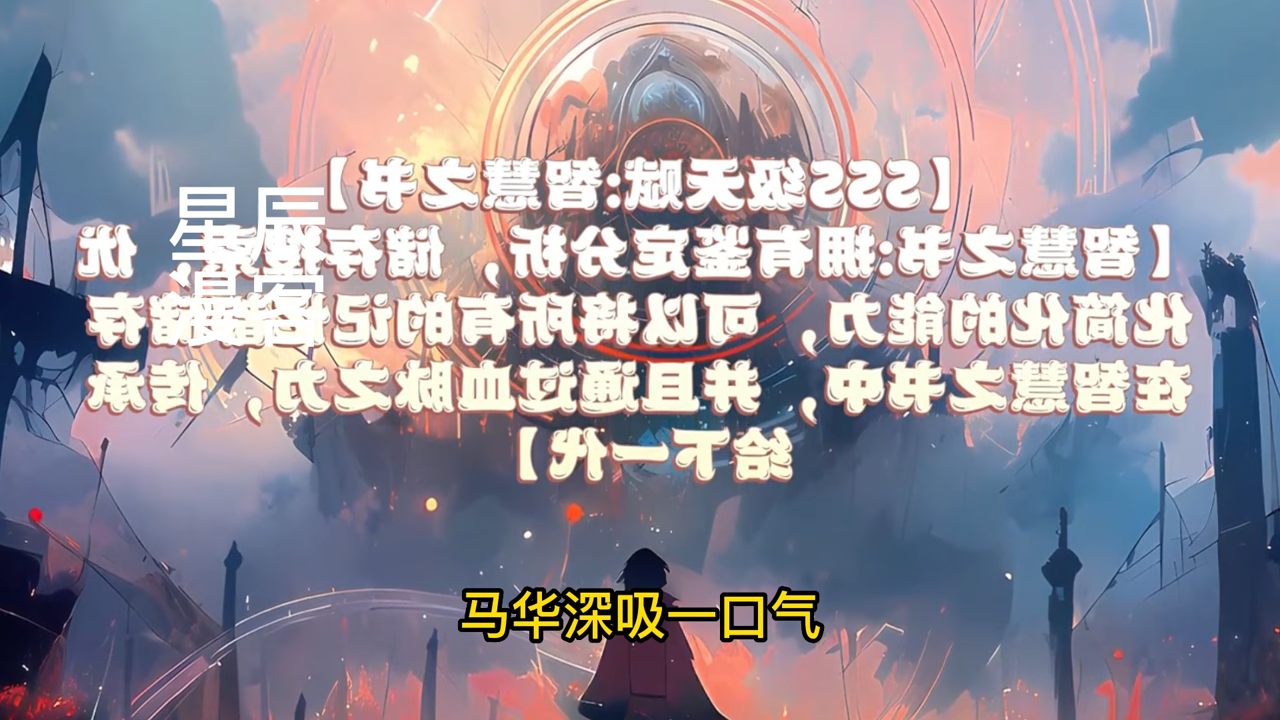 【SSS级天赋:智慧之书】
【智慧之书:拥有鉴定分析，储存，优
化简化的能力，可以将所有的记储存
在智慧之书中，并且通过血脉之力，传承
给下一代】
星辰
漫客
马华深吸一口气